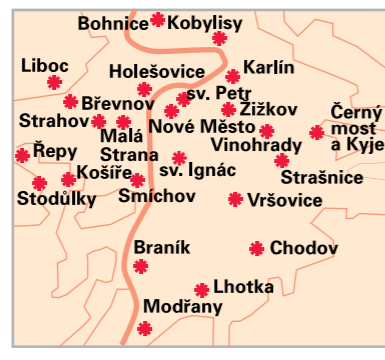 Bohnice
Kobylisy
Liboc
Holešovice
Karlín
Břevnov
sv. Petr
Žižkov
Strahov
Malá
Strana
Nové Město
Vinohrady
Černý
most
a Kyje
Řepy
Košíře
sv. Ignác
Strašnice
Stodůlky
Smíchov
Vršovice
Braník
Chodov
Lhotka
Modřany